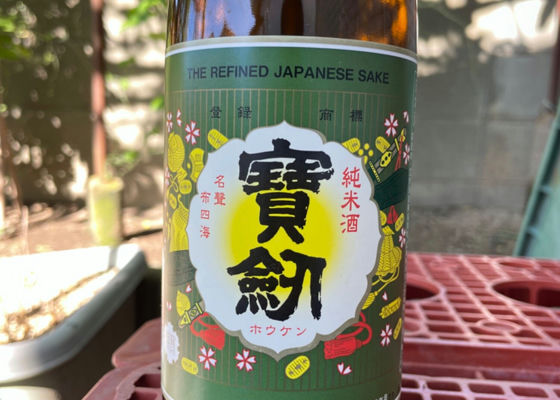 THE REFINED JAPANESE SAKE
登録 商標
純米酒
寶劔
名聲布四海
ホウケン